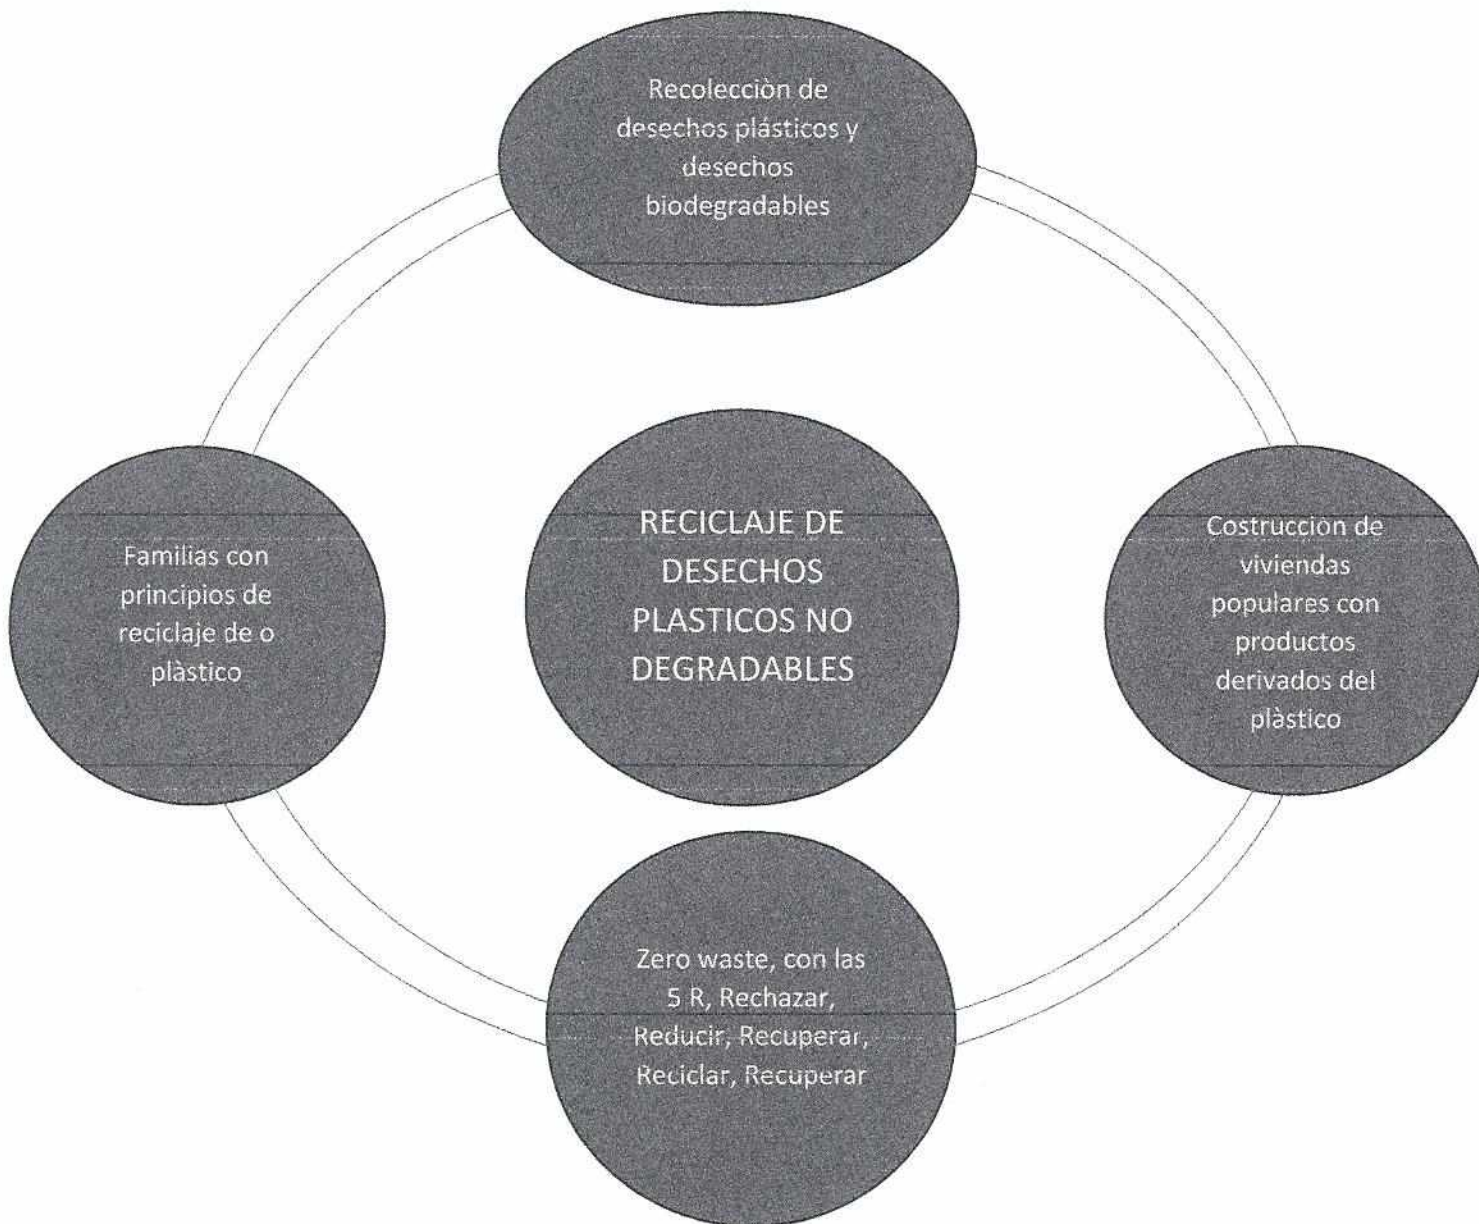 Recolecciòn de
desechos plásticos y
desechos
biodegradables
Familias con
principios de
reciclaje de o
plàstico
RECICLAJE DE
DESECHOS
PLASTICOS NO
DEGRADABLES
Costruccion de
viviendas
populares con
productos
derivados del
plàstico
Zero waste, con las
5 R, Rechazar,
Reducir, Recuperar,
Reciclar, Recuperar